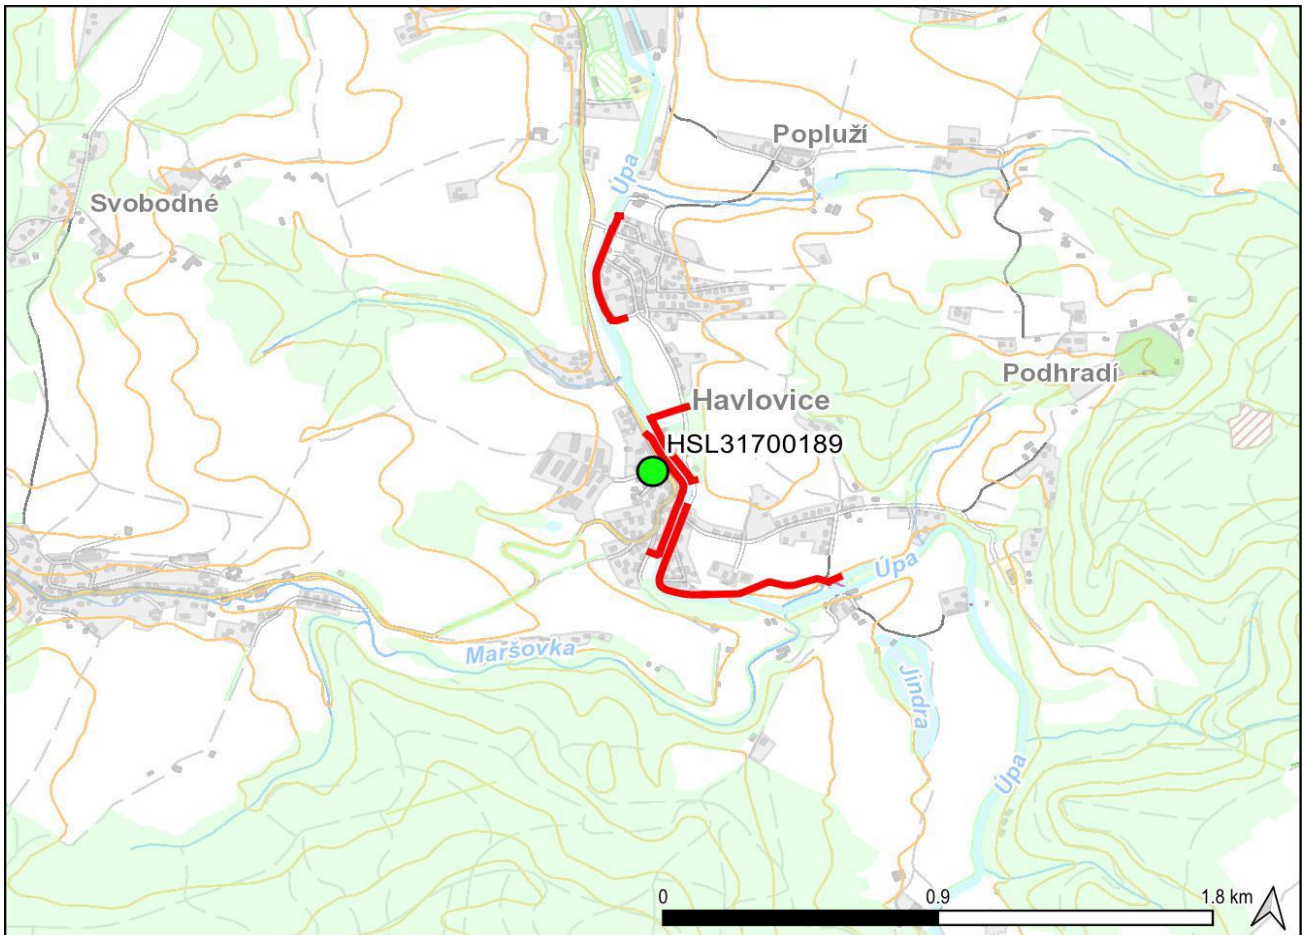 Popluží
Úpa
Svobodné
Podhradí
Havlovice
HSL31700189
Úpa
Maršovka
Jindra
Úpa
0 0.9 1.8 km